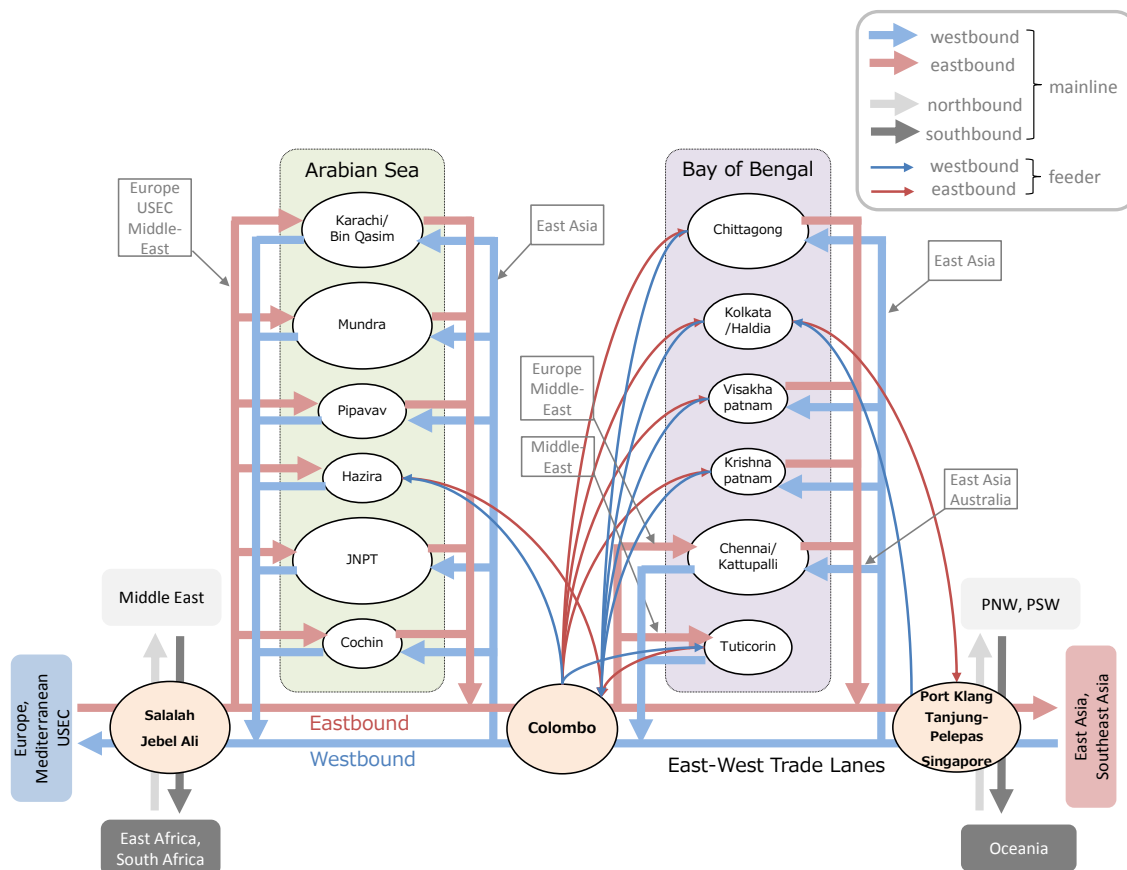 westbound
eastbound
mainline
northbound
southbound
westbound
feeder
eastbound
Arabian Sea
Bay of Bengal
Europe
USEC
Middle-
East
Karachi/
Bin Qasim
East Asia
Chittagong
East Asia
Mundra
Kolkata
/Haldia
Europe
Middle-
East
Pipavav
Visakha
patnam
Middle-
East
Hazira
Krishna
patnam
East Asia
Australia
JNPT
Chennai/
Kattupalli
Middle East
PNW, PSW
Cochin
Tuticorin
Europe,
Mediterranean
USEC
Salalah
Jebel Ali
Eastbound
Westbound
Colombo
East-West Trade Lanes
Port Klang
Tanjung-
Pelepas
Singapore
East Asia,
Southeast Asia
East Africa,
South Africa
Oceania